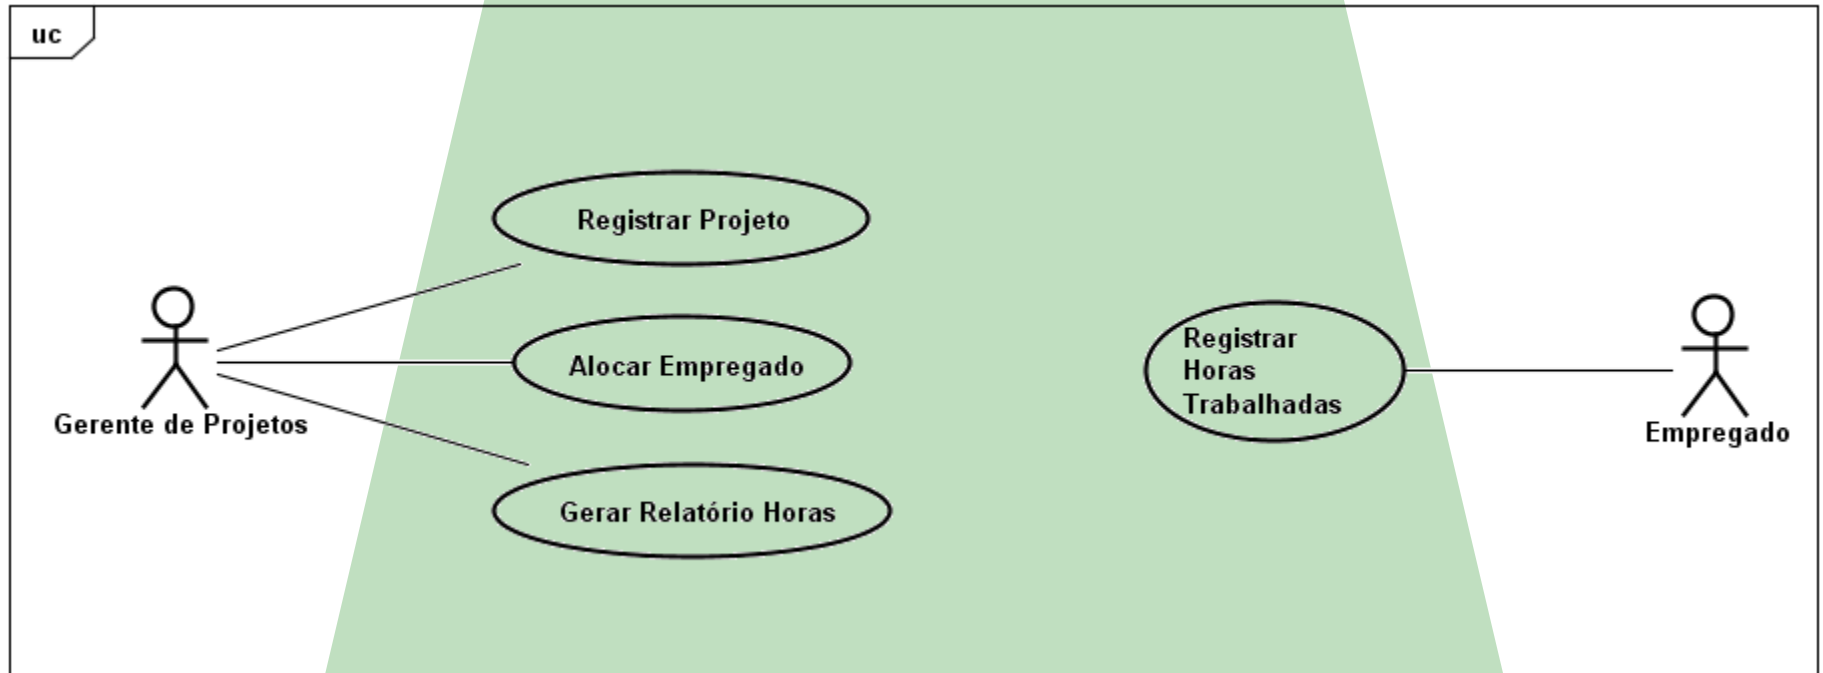 uc
Registrar Projeto
Alocar Empregado
Gerar Relatório Horas
Gerente de Projetos
Registrar
Horas
Trabalhadas
Empregado